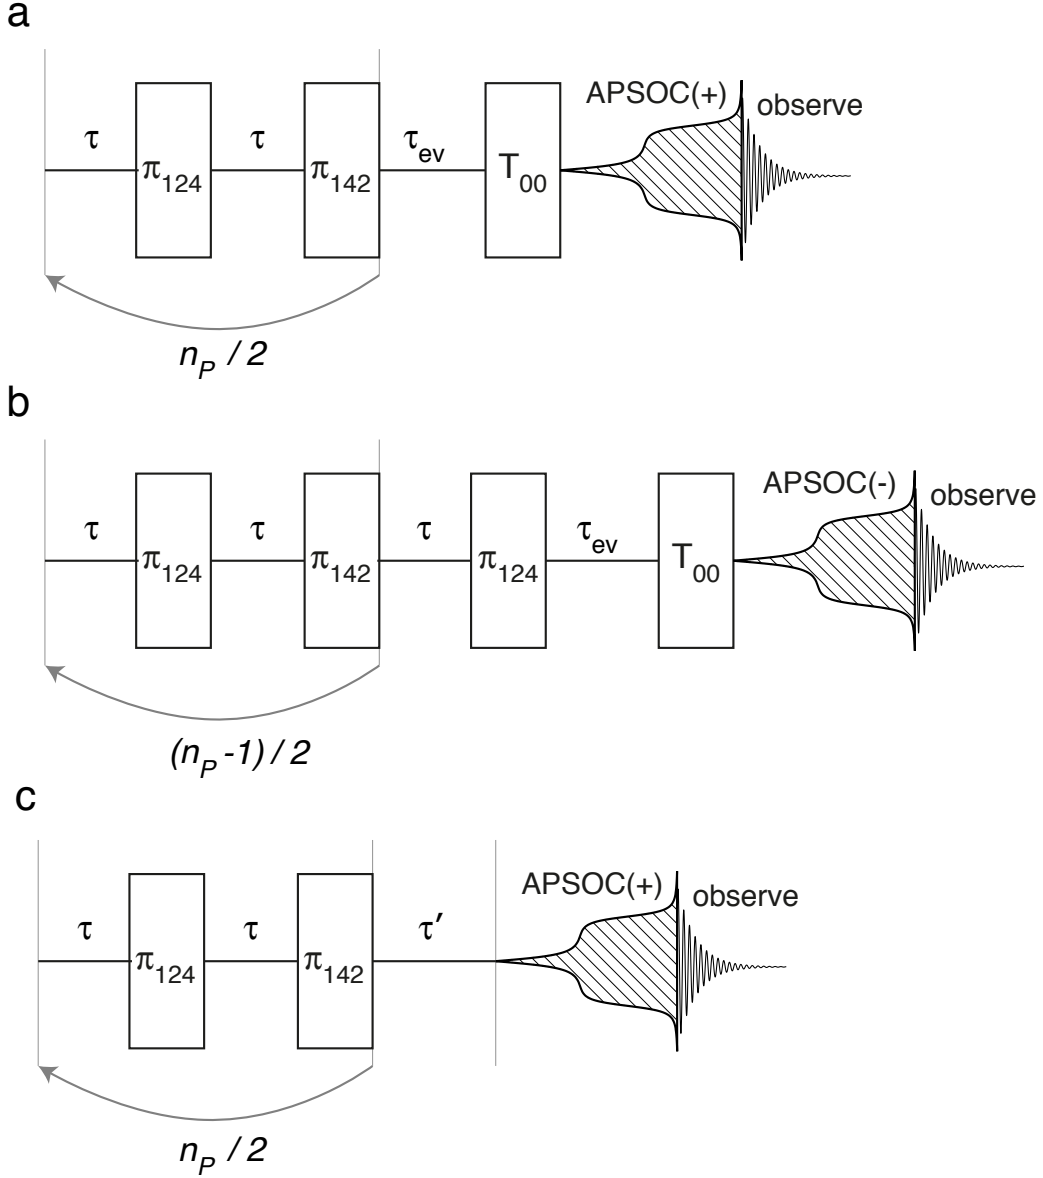 a
APSOC(+) observe
τ τ τev
π124 π142 T00
nP / 2
b
APSOC(-) observe
τ τ τ τev
π124 π142 π124 T00
(nP -1) / 2
c
APSOC(+) observe
τ τ τ′
π124 π142
nP / 2